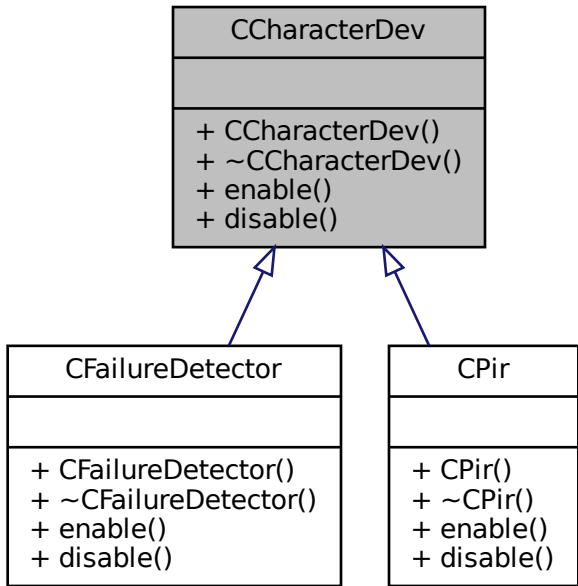 CCharacterDev
+ CCharacterDev()
+ ~CCharacterDev()
+ enable()
+ disable()
CFailureDetector
+ CFailureDetector()
+ ~CFailureDetector()
+ enable()
+ disable()
CPir
+ CPir()
+ ~CPir()
+ enable()
+ disable()